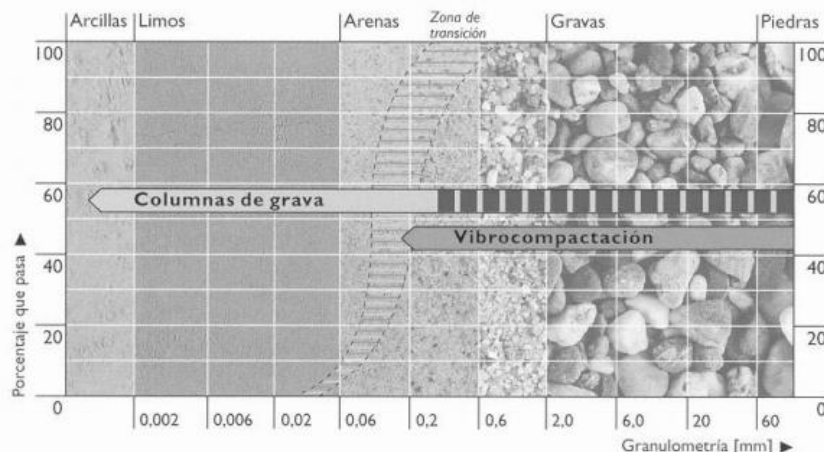 Arcillas Limos Arenas Zona de transición Gravas Piedras
100 100
80 80
60 60
Columnas de grava
Vibrocompactación
40 40
20 20
0 0
Porcentaje que pasa ▲
0,002 0,006 0,02 0,06 0,2 0,6 2,0 6,0 20 60
Granulometría [mm] ▶